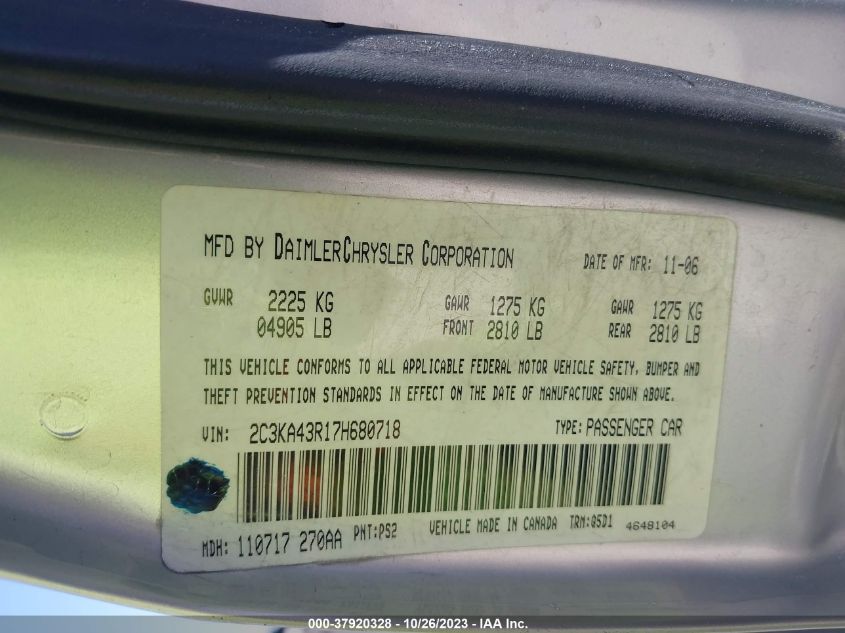 MFD BY DAIMLERCHRYSLER CORPORATION DATE OF MFR: 11-06
GVWR 2225 KG GAWR 1275 KG GAWR 1275 KG
04905 LB FRONT 2810 LB REAR 2810 LB
THIS VEHICLE CONFORMS TO ALL APPLICABLE FEDERAL MOTOR VEHICLE SAFETY, BUMPER AND
THEFT PREVENTION STANDARDS IN EFFECT ON THE DATE OF MANUFACTURE SHOWN ABOVE.
VIN: 2C3KA43R17H680718 TYPE: PASSENGER CAR
MDH: 110717 270AA PNT:PS2 VEHICLE MADE IN CANADA TRN:Q5D1 4648104
000-37920328 - 10/26/2023 - IAA Inc.